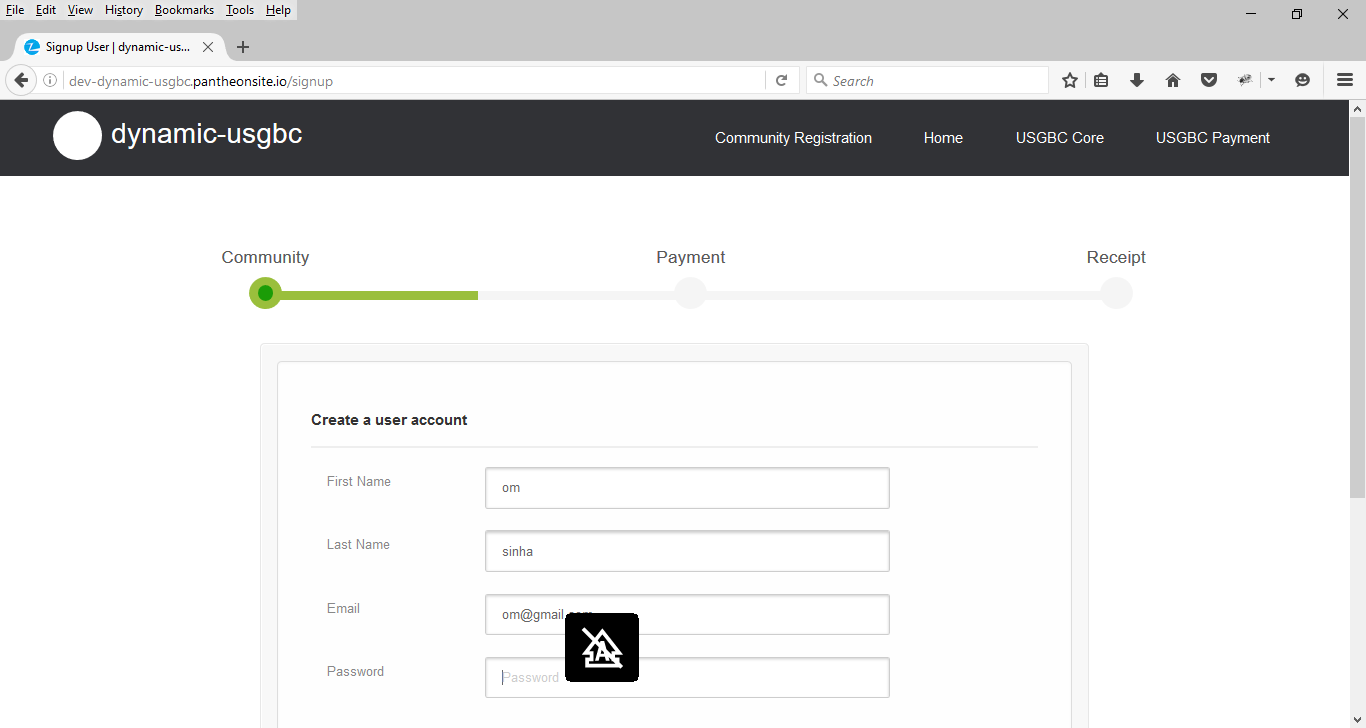 File Edit View History Bookmarks Tools Help
Signup User | dynamic-us...
dev-dynamic-usgbc.pantheonsite.io/signup
Search
dynamic-usgbc
Community Registration Home USGBC Core USGBC Payment
Community Payment Receipt
Create a user account
First Name om
Last Name sinha
Email om@gmail.com
Password Password
A